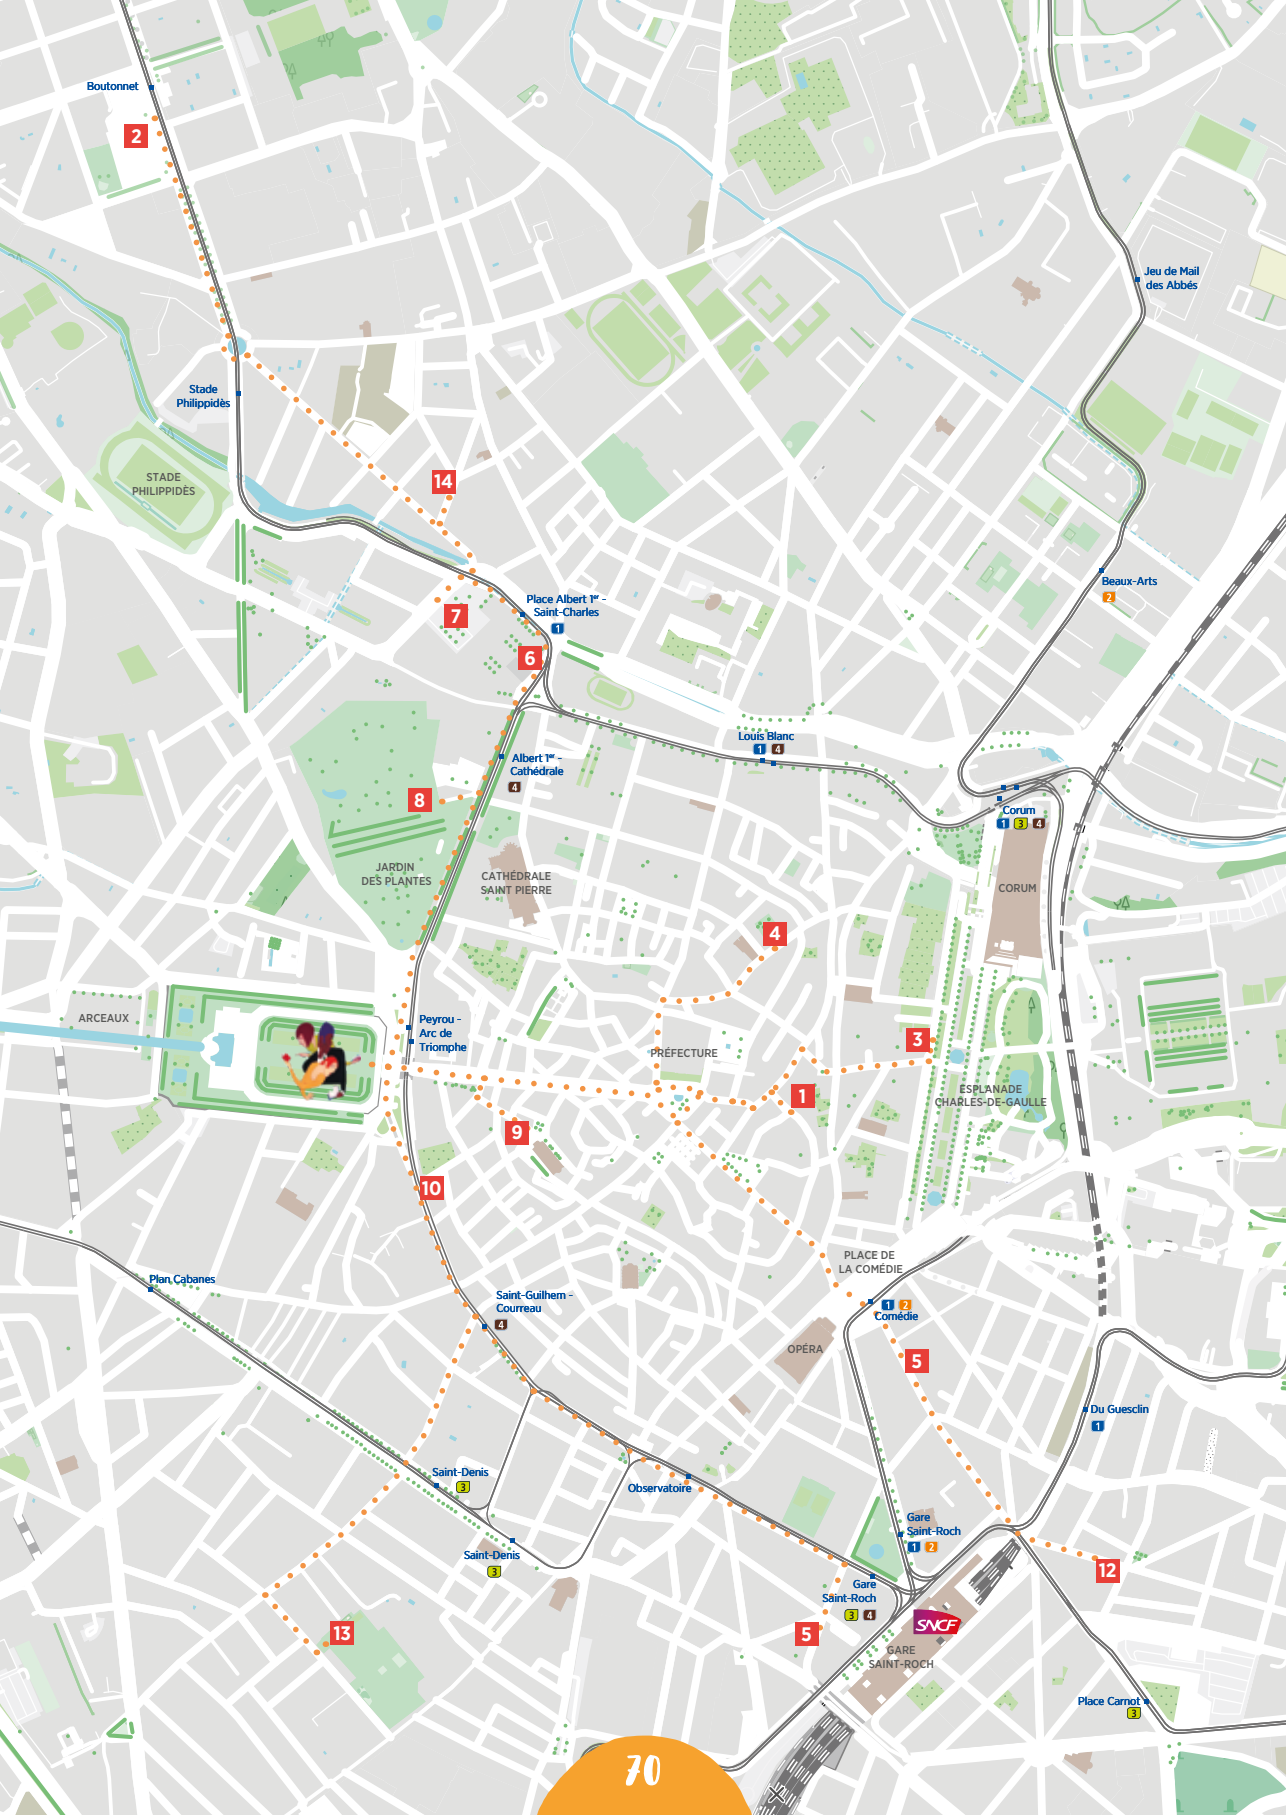 Boutonnet
2
Jeu de Mail
des Abbés
Stade
Philippidès
STADE
PHILIPPIDÈS
14
Beaux-Arts
2
Place Albert 1er -
Saint-Charles
1
7
6
Louis Blanc
1 4
Albert 1er -
Cathédrale
4
8
Corum
1 3 4
JARDIN
DES PLANTES
CATHÉDRALE
SAINT PIERRE
CORUM
4
ARCEAUX
Peyrou -
Arc de
Triomphe
PRÉFECTURE
3
ESPLANADE
CHARLES-DE-GAULLE
1
9
10
PLACE DE
LA COMÉDIE
Plan Cabanes
Saint-Guilhem -
Courreau
4
1 2
Comédie
OPÉRA
5
Du Guesclin
1
Saint-Denis
3
Observatoire
Gare
Saint-Roch
1 2
Saint-Denis
3
12
Gare
Saint-Roch
3 4
SNCF
13
5
GARE
SAINT-ROCH
Place Carnot
3
70